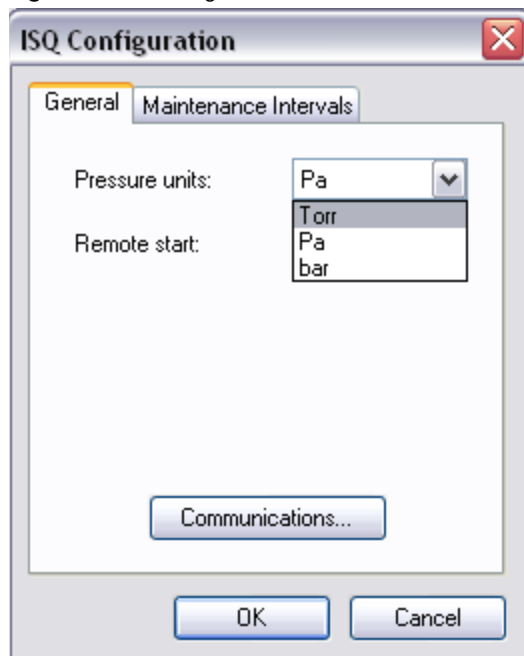 ISQ Configuration
General Maintenance Intervals
Pressure units: Pa
Torr
Remote start: Pa
bar
Communications...
OK Cancel